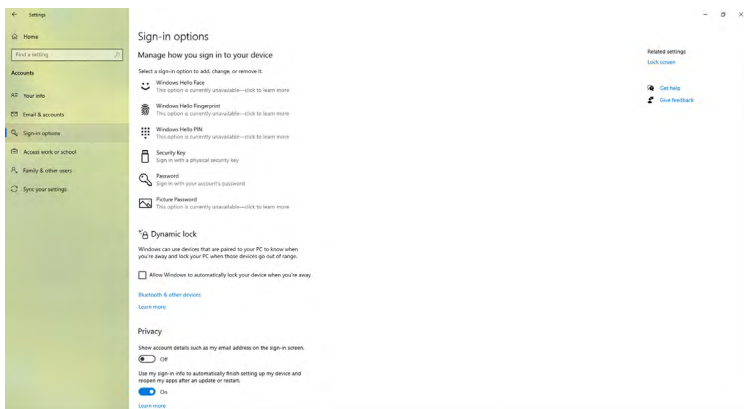 Settings
Home
Find a setting
Accounts
Your info
Email & accounts
Sign-in options
Access work or school
Family & other users
Sync your settings
Sign-in options
Manage how you sign in to your device
Select a sign-in option to add, change, or remove it.
Windows Hello Face
This option is currently unavailable—click to learn more
Windows Hello Fingerprint
This option is currently unavailable—click to learn more
Windows Hello PIN
This option is currently unavailable—click to learn more
Security Key
Sign in with a physical security key
Password
Sign in with your account's password
Picture Password
This option is currently unavailable—click to learn more
Dynamic lock
Windows can use devices that are paired to your PC to know when
you're away and lock your PC when those devices go out of range.
Allow Windows to automatically lock your device when you're away
Bluetooth & other devices
Learn more
Privacy
Show account details such as my email address on the sign-in screen.
Off
Use my sign-in info to automatically finish setting up my device and
reopen my apps after an update or restart.
On
Learn more
Related settings
Lock screen
Get help
Give feedback